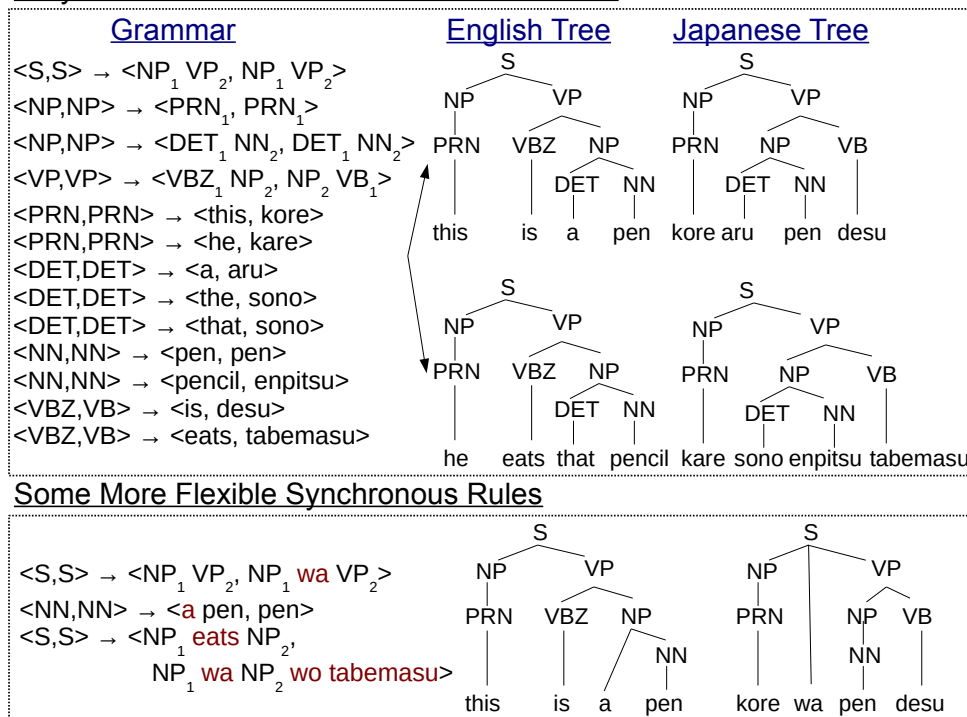 Grammar
<S,S> → <NP1 VP2, NP1 VP2>
<NP,NP> → <PRN1, PRN1>
<NP,NP> → <DET1 NN2, DET1 NN2>
<VP,VP> → <VBZ1 NP2, NP2 VB1>
<PRN,PRN> → <this, kore>
<PRN,PRN> → <he, kare>
<DET,DET> → <a, aru>
<DET,DET> → <the, sono>
<DET,DET> → <that, sono>
<NN,NN> → <pen, pen>
<NN,NN> → <pencil, enpitsu>
<VBZ,VB> → <is, desu>
<VBZ,VB> → <eats, tabemasu>
English Tree
S
NP VP
PRN VBZ NP
DET NN
this is a pen
Japanese Tree
S
NP VP
PRN NP VB
DET NN
kore aru pen desu
S
NP VP
PRN VBZ NP
DET NN
he eats that pencil
S
NP VP
PRN NP VB
DET NN
kare sono enpitsu tabemasu
Some More Flexible Synchronous Rules
<S,S> → <NP1 VP2, NP1 wa VP2>
<NN,NN> → <a pen, pen>
<S,S> → <NP1 eats NP2,
NP1 wa NP2 wo tabemasu>
S
NP VP
PRN VBZ NP
NN
this is a pen
S
NP VP
PRN NP VB
NN
kore wa pen desu